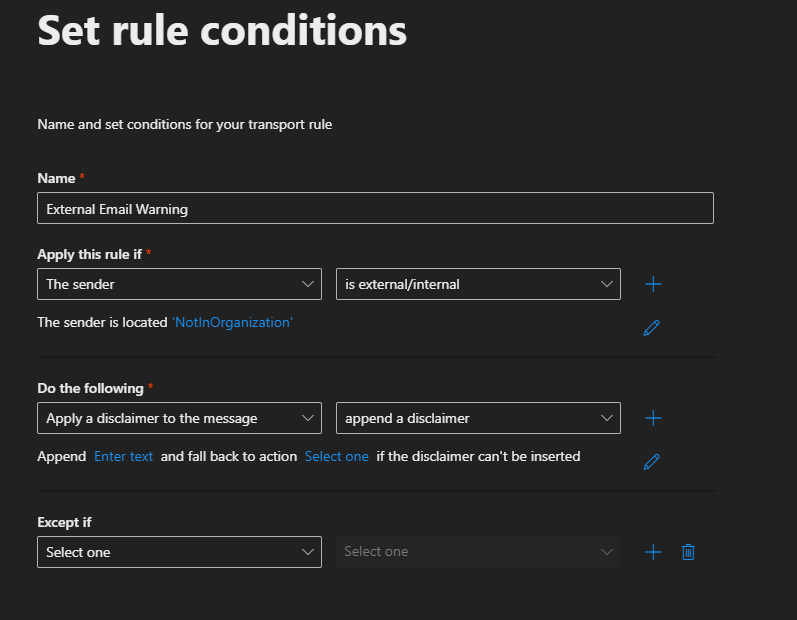 Set rule conditions
Name and set conditions for your transport rule
Name *
External Email Warning
Apply this rule if *
The sender is external/internal
The sender is located 'NotInOrganization'
Do the following *
Apply a disclaimer to the message append a disclaimer
Append Enter text and fall back to action Select one if the disclaimer can't be inserted
Except if
Select one Select one